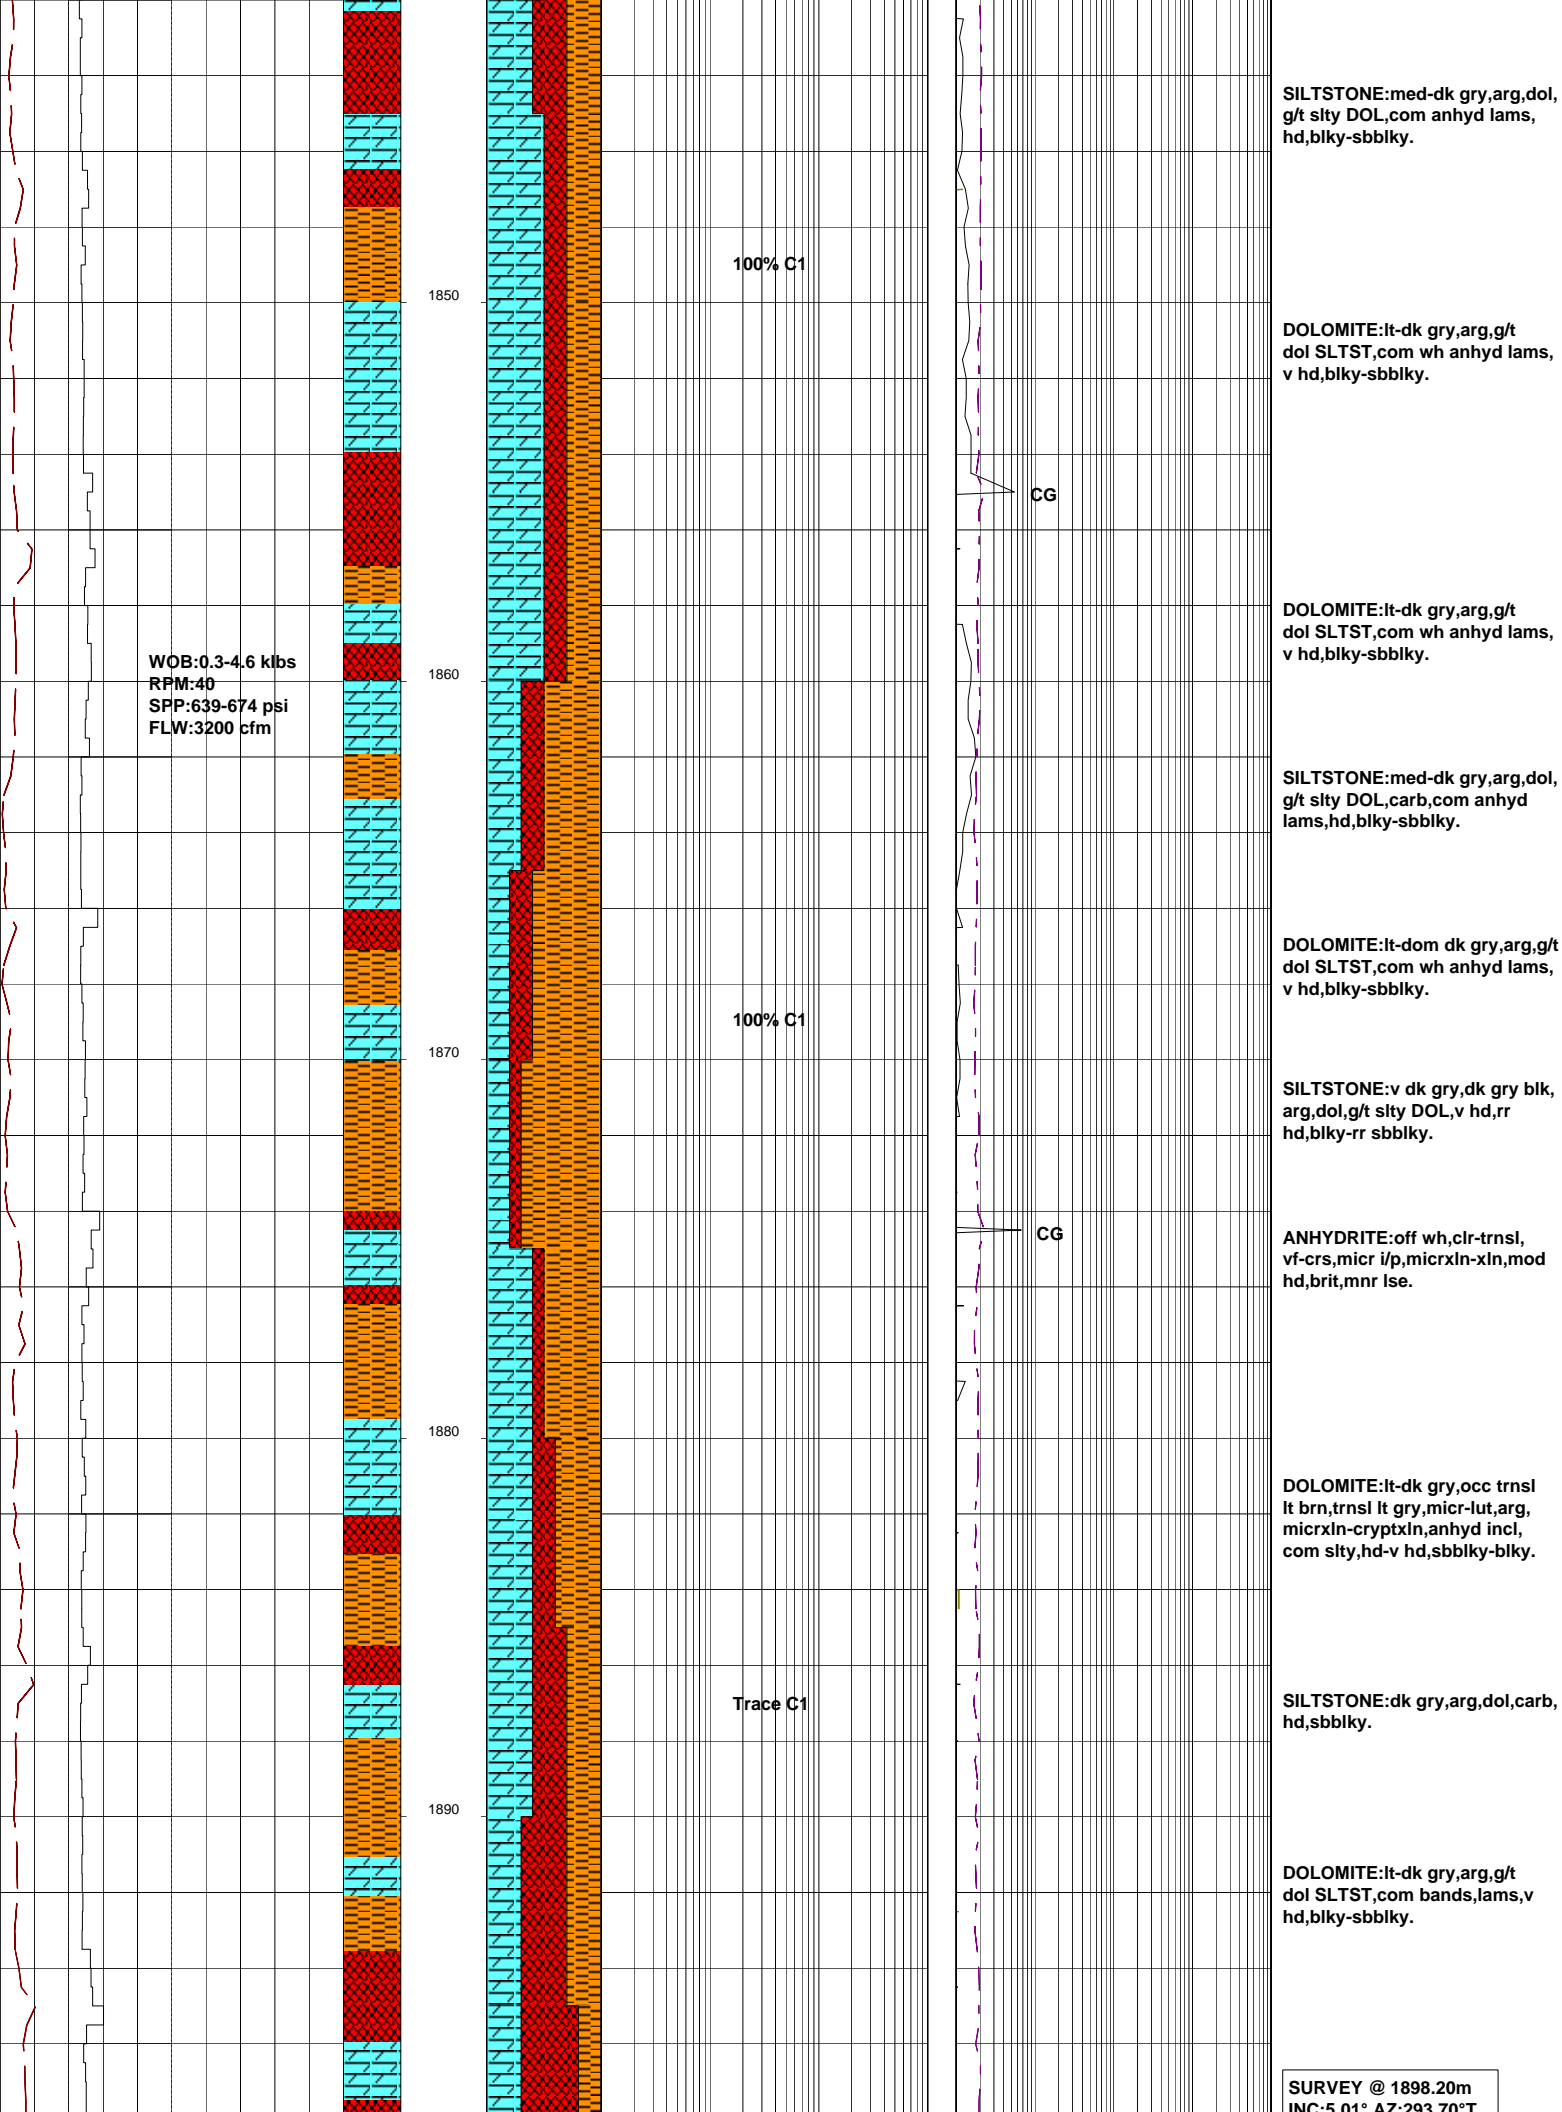 SILTSTONE:med-dk gry,arg,dol,
g/t slty DOL,com anhyd lams,
hd,blky-sbblky.
100% C1
1850
DOLOMITE:lt-dk gry,arg,g/t
dol SLTST,com wh anhyd lams,
v hd,blky-sbblky.
CG
DOLOMITE:lt-dk gry,arg,g/t
dol SLTST,com wh anhyd lams,
v hd,blky-sbblky.
WOB:0.3-4.6 klbs
RPM:40
SPP:639-674 psi
FLW:3200 cfm
1860
SILTSTONE:med-dk gry,arg,dol,
g/t slty DOL,carb,com anhyd
lams,hd,blky-sbblky.
DOLOMITE:lt-dom dk gry,arg,g/t
dol SLTST,com wh anhyd lams,
v hd,blky-sbblky.
100% C1
1870
SILTSTONE:v dk gry,dk gry blk,
arg,dol,g/t slty DOL,v hd,rr
hd,blky-rr sbblky.
CG
ANHYDRITE:off wh,clr-trnsl,
vf-crs,micr i/p,micrxln-xln,mod
hd,brit,mnr lse.
1880
DOLOMITE:lt-dk gry,occ trnsl
lt brn,trnsl lt gry,micr-lut,arg,
micrxln-cryptxln,anhyd incl,
com slty,hd-v hd,sbblky-blky.
Trace C1
SILTSTONE:dk gry,arg,dol,carb,
hd,sbblky.
1890
DOLOMITE:lt-dk gry,arg,g/t
dol SLTST,com bands,lams,v
hd,blky-sbblky.
SURVEY @ 1898.20m
INC:5.01° AZ:293.70°T